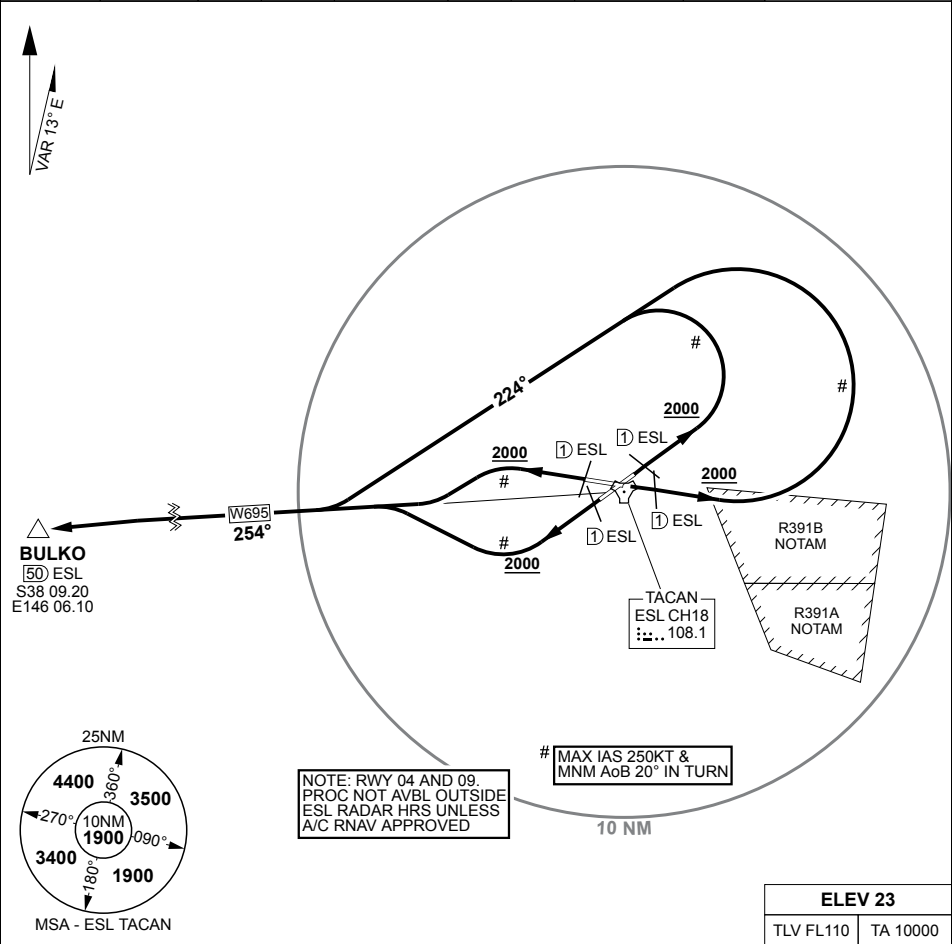 VAR 13° E
#
#
224°
2000
2000
1 ESL
1 ESL
2000
#
W695
254°
1 ESL
1 ESL
#
2000
BULKO
50 ESL
S38 09.20
E146 06.10
R391B
NOTAM
R391A
NOTAM
TACAN
ESL CH18
108.1
25NM
4400
360°
3500
270°
10NM
1900
090°
3400
180°
1900
MSA - ESL TACAN
NOTE: RWY 04 AND 09.
PROC NOT AVBL OUTSIDE
ESL RADAR HRS UNLESS
A/C RNAV APPROVED
# MAX IAS 250KT &
MNM AoB 20° IN TURN
10 NM
ELEV 23
TLV FL110 TA 10000